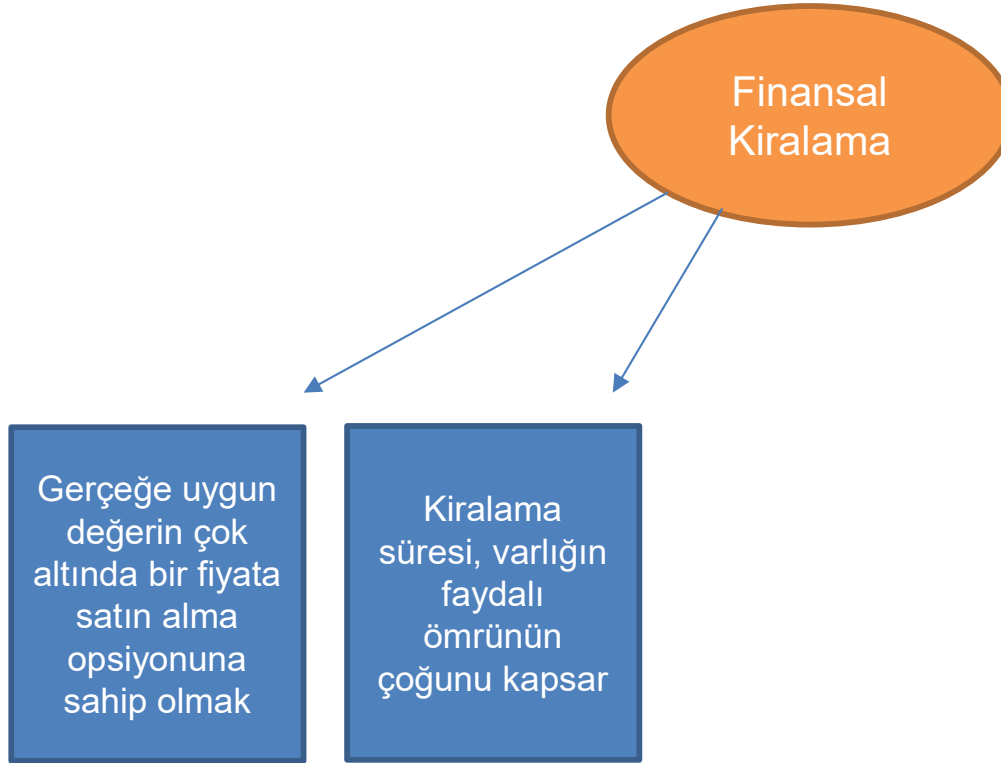 Finansal
Kiralama
Gerçeğe uygun
değerin çok
altında bir fiyata
satın alma
opsiyonuna
sahip olmak
Kiralama
süresi, varlığın
faydalı
ömrünün
çoğunu kapsar